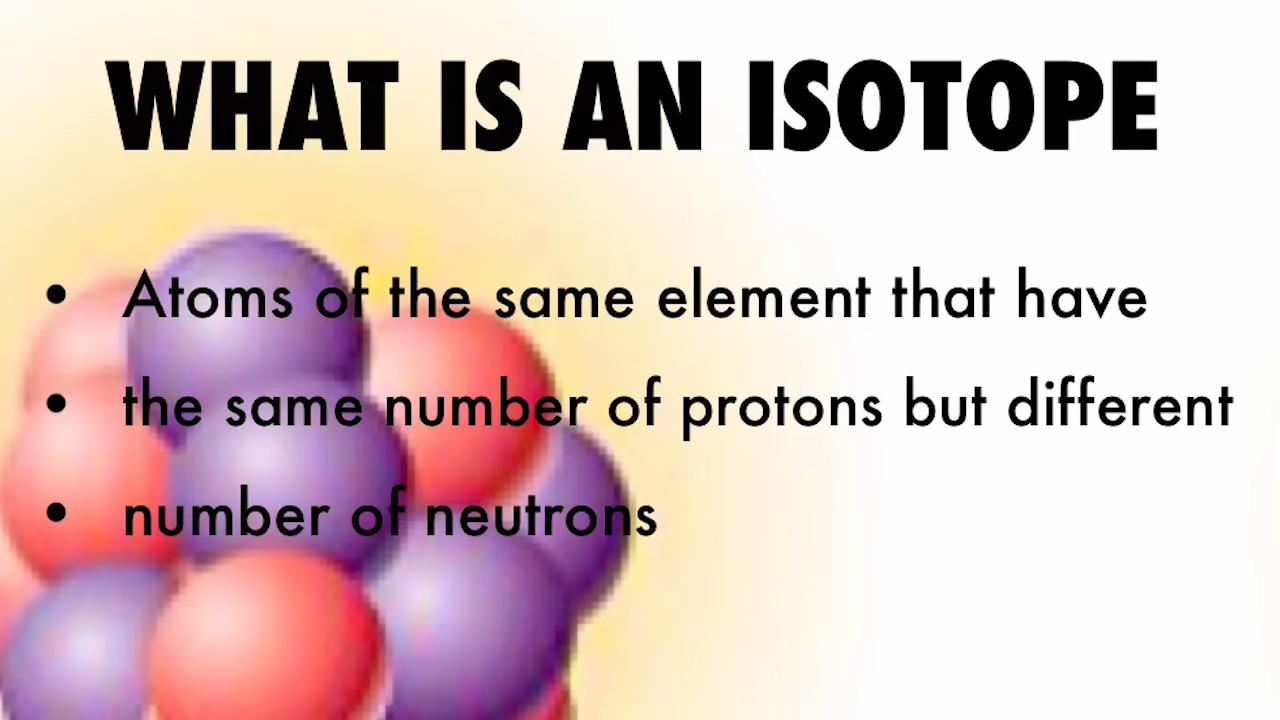 WHAT IS AN ISOTOPE
• Atoms of the same element that have
• the same number of protons but different
• number of neutrons